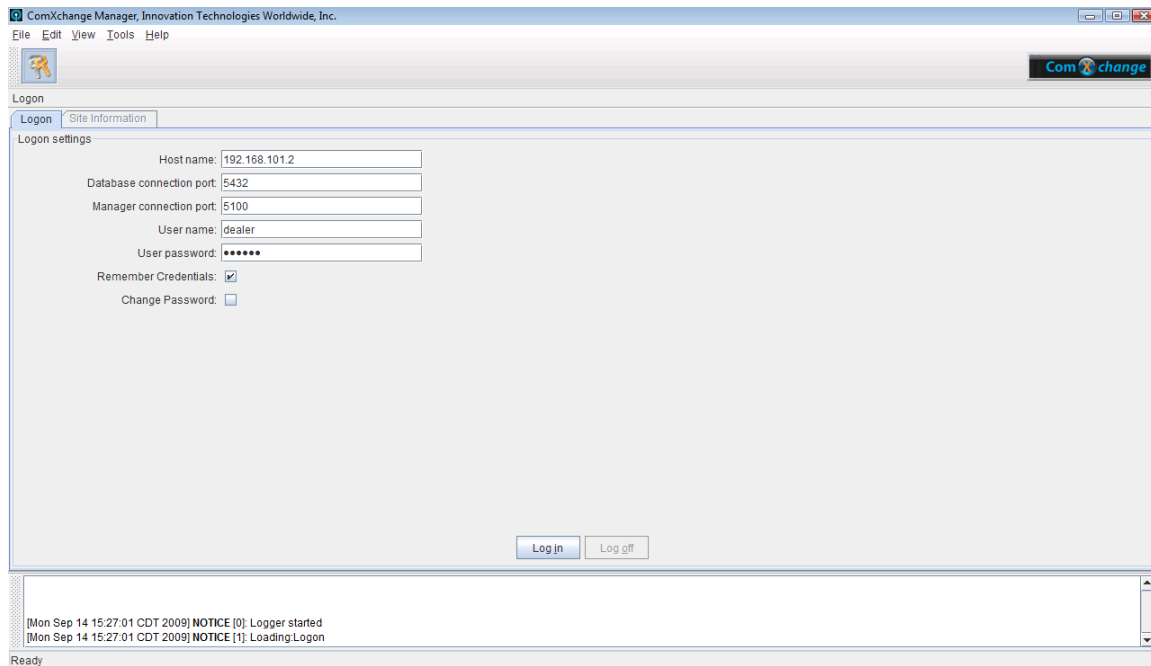 ComXchange Manager, Innovation Technologies Worldwide, Inc.
File Edit View Tools Help
Com X change
Logon
Logon Site Information
Logon settings
Host name: 192.168.101.2
Database connection port: 5432
Manager connection port: 5100
User name: dealer
User password: ••••••
Remember Credentials:
Change Password:
Log in Log off
[Mon Sep 14 15:27:01 CDT 2009] NOTICE [0]: Logger started
[Mon Sep 14 15:27:01 CDT 2009] NOTICE [1]: Loading:Logon
Ready